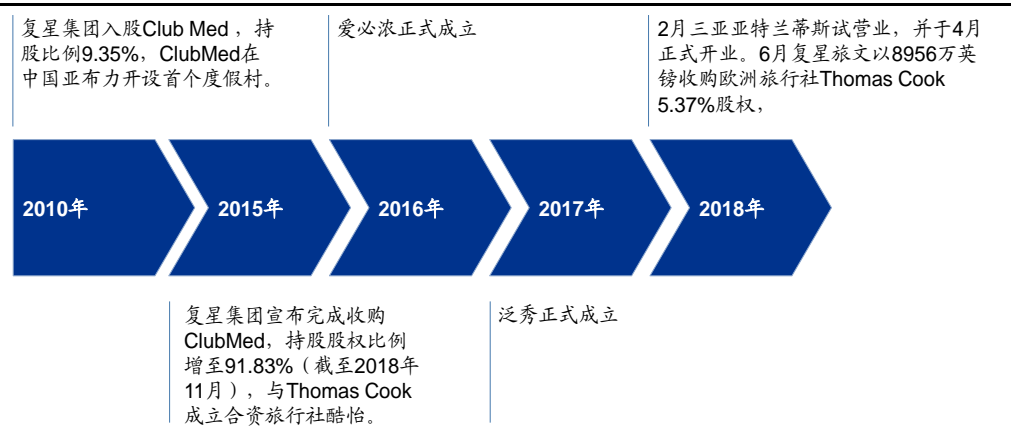 复星集团入股Club Med ，持
股比例9.35%，ClubMed在
中国亚布力开设首个度假村。
爱必浓正式成立
2月三亚亚特兰蒂斯试营业，并于4月
正式开业。6月复星旅文以8956万英
镑收购欧洲旅行社Thomas Cook
5.37%股权，
2010年
2015年
2016年
2017年
2018年
复星集团宣布完成收购
ClubMed，持股股权比例
增至91.83%（截至2018年
11月），与Thomas Cook
成立合资旅行社酷怡。
泛秀正式成立